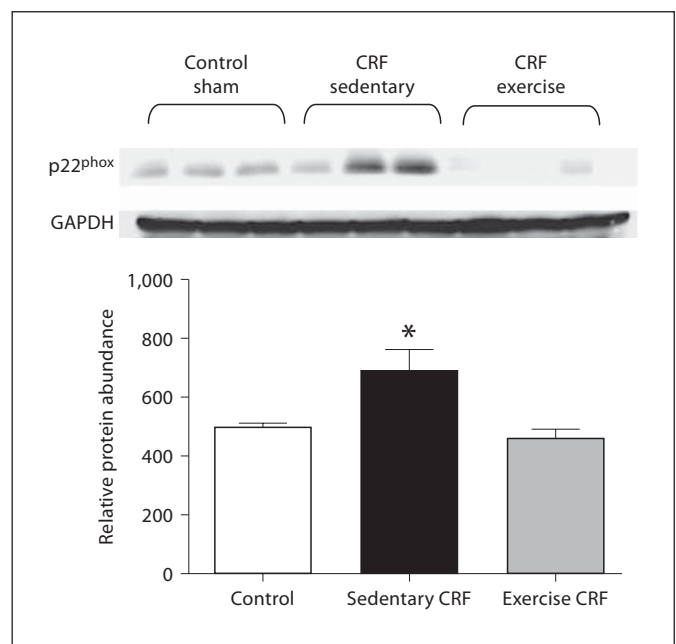 Control sham
CRF sedentary
CRF exercise
p22phox
GAPDH
Relative protein abundance
1,000
800
600
400
200
0
*
Control
Sedentary CRF
Exercise CRF